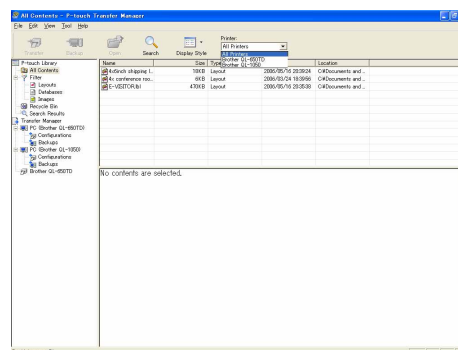 All Contents - P-touch Transfer Manager
File Edit View Tool Help
Printer:
All Printers
Transfer Backup Open Search Display Style
All Printers
Brother QL-650TD
Brother QL-1050
P-touch Library
All Contents
Filter
Layouts
Databases
Images
Recycle Bin
Search Results
Transfer Manager
PC (Brother QL-650TD)
Configurations
Backups
PC (Brother QL-1050)
Configurations
Backups
Brother QL-650TD
Name Size Type Location
4x6inch shipping l... 18KB Layout 2006/05/16 20:39:24 C:¥Documents and...
4x conference roo... 6KB Layout 2006/03/24 18:39:56 C:¥Documents and...
E-VISITOR.lbl 470KB Layout 2006/05/16 20:35:38 C:¥Documents and...
No contents are selected.